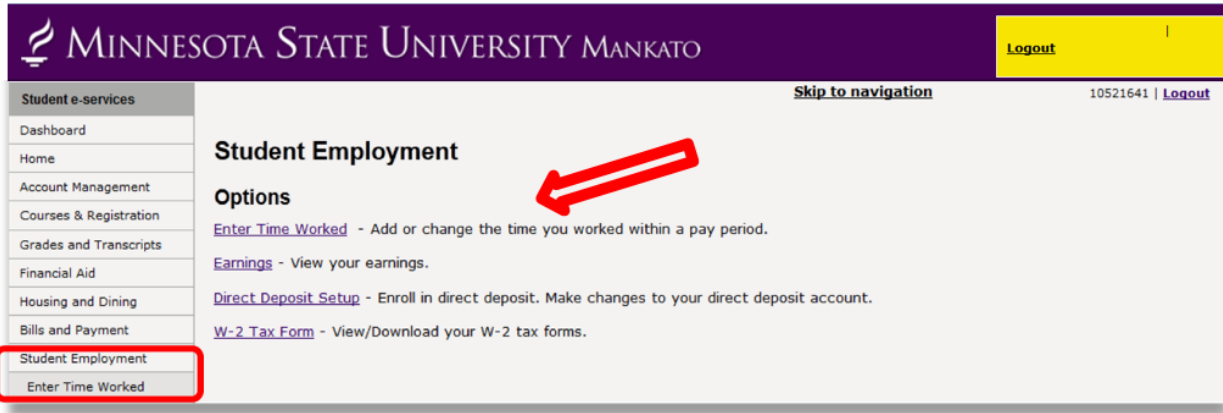 MINNESOTA STATE UNIVERSITY MANKATO
|
Logout
Student e-services
Dashboard
Home
Account Management
Courses & Registration
Grades and Transcripts
Financial Aid
Housing and Dining
Bills and Payment
Student Employment
Enter Time Worked
Skip to navigation
10521641 | Logout
Student Employment
Options
Enter Time Worked - Add or change the time you worked within a pay period.
Earnings - View your earnings.
Direct Deposit Setup - Enroll in direct deposit. Make changes to your direct deposit account.
W-2 Tax Form - View/Download your W-2 tax forms.